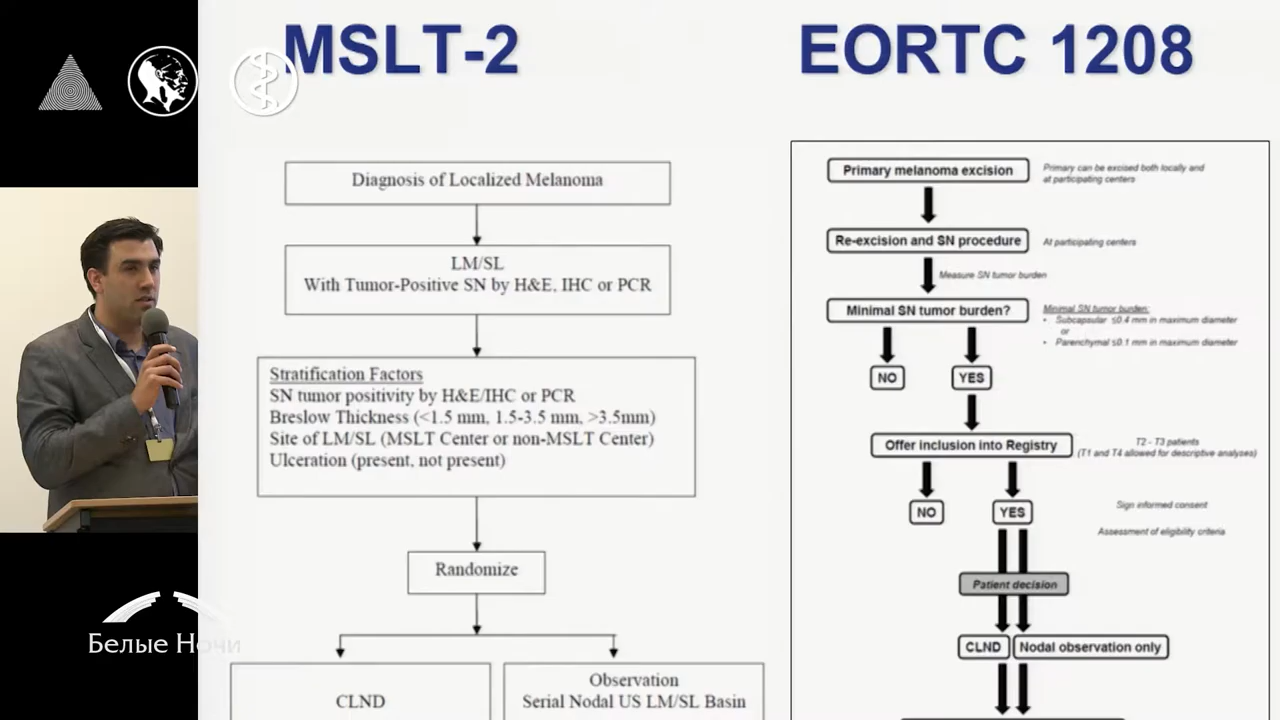 MSLT-2
Diagnosis of Localized Melanoma
LM/SL
With Tumor-Positive SN by H&E, IHC or PCR
Stratification Factors
SN tumor positivity by H&E/IHC or PCR
Breslow Thickness (<1.5 mm, 1.5-3.5 mm, >3.5mm)
Site of LM/SL (MSLT Center or non-MSLT Center)
Ulceration (present, not present)
Randomize
CLND
Observation
Serial Nodal US LM/SL Basin
EORTC 1208
Primary melanoma excision
Primary can be excised both locally and
at participating centers
Re-excision and SN procedure
At participating centers
Measure SN tumor burden
Minimal SN tumor burden?
Minimal SN tumor burden:
• Subcapsular ≤0.4 mm in maximum diameter
or
• Parenchymal ≤0.1 mm in maximum diameter
NO
YES
Offer inclusion into Registry
T2 - T3 patients
(T1 and T4 allowed for descriptive analyses)
NO
YES
Sign informed consent
Assessment of eligibility criteria
Patient decision
CLND
Nodal observation only
Белые Ночи